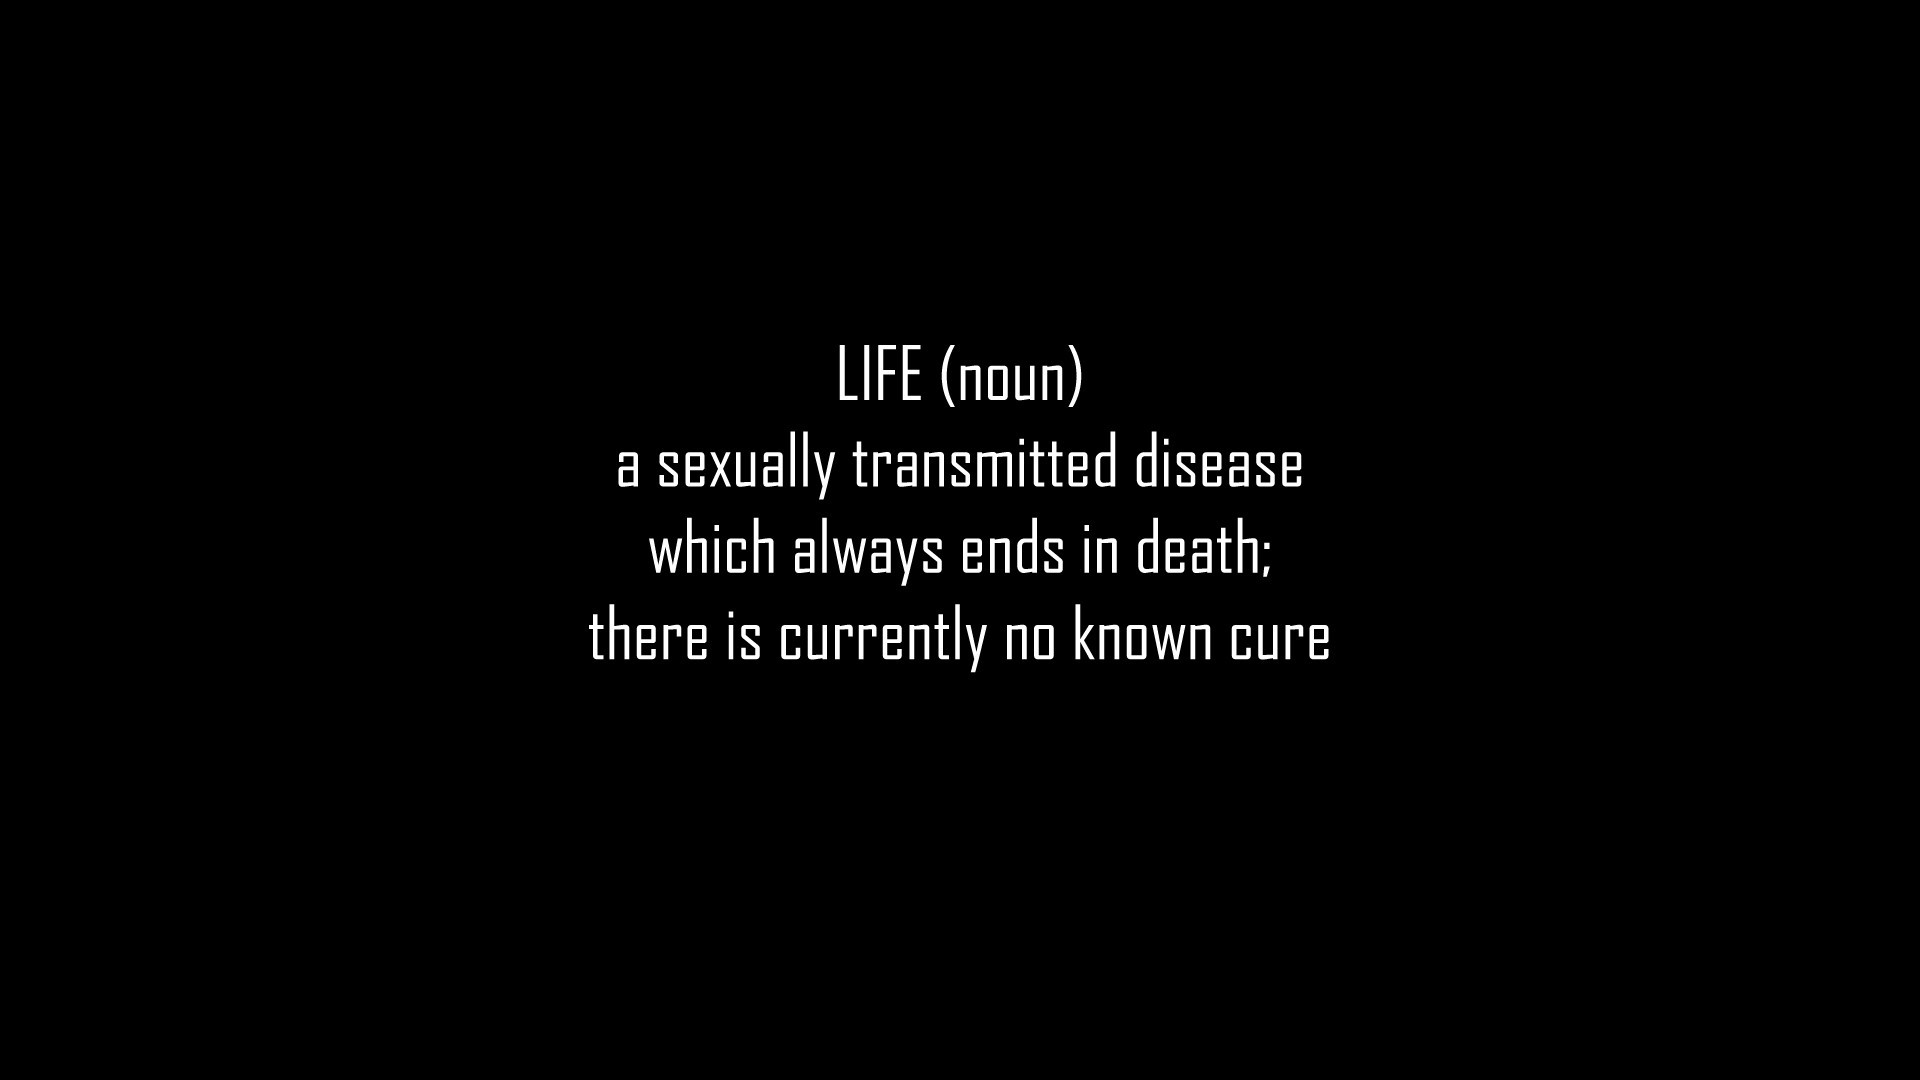 LIFE (noun)
a sexually transmitted disease
which always ends in death;
there is currently no known cure